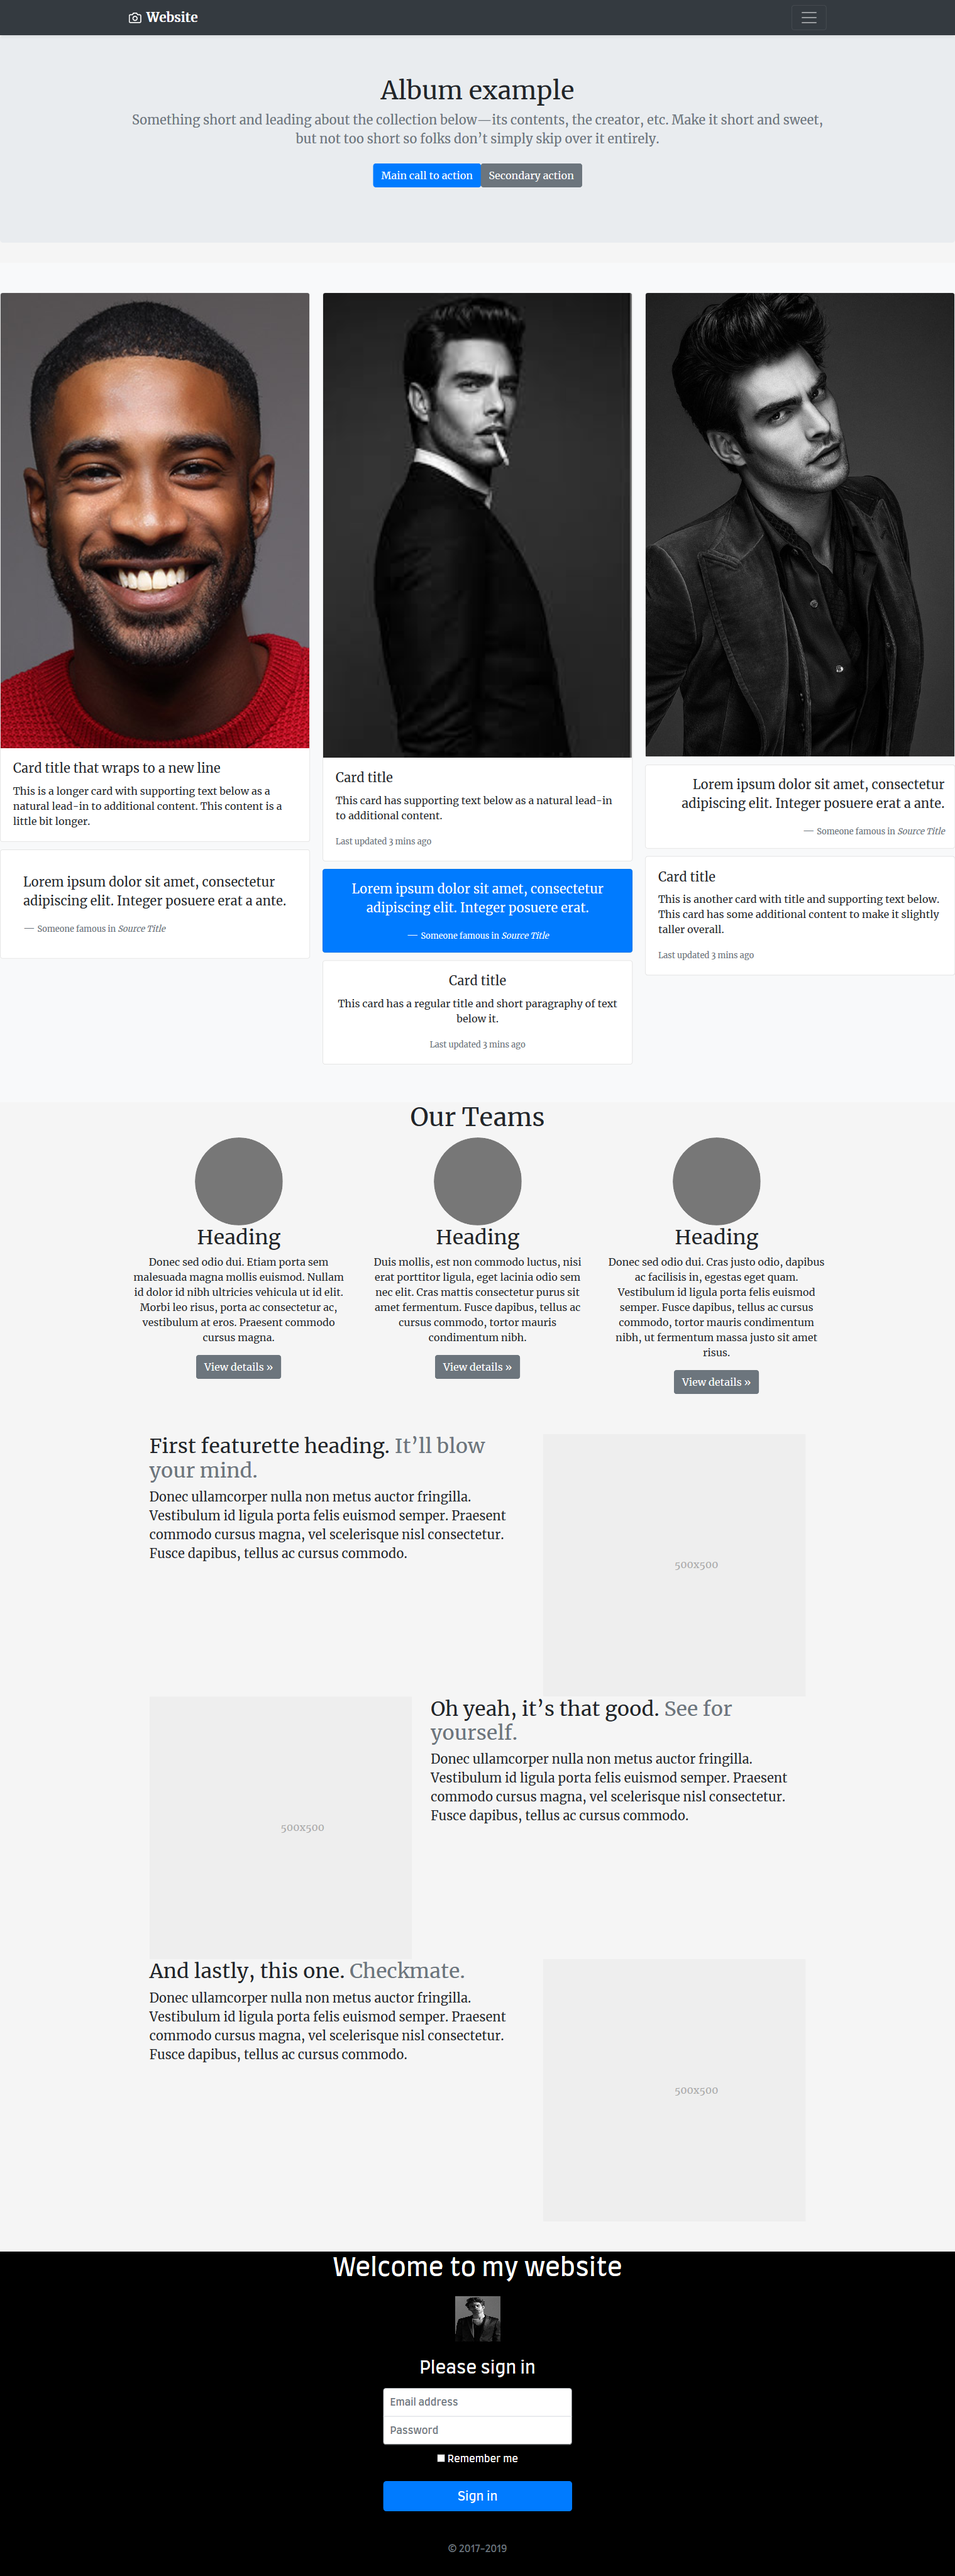 Website
Album example
Something short and leading about the collection below—its contents, the creator, etc. Make it short and sweet,
but not too short so folks don’t simply skip over it entirely.
Main call to action
Secondary action
Card title that wraps to a new line
This is a longer card with supporting text below as a
natural lead-in to additional content. This content is a
little bit longer.
Lorem ipsum dolor sit amet, consectetur
adipiscing elit. Integer posuere erat a ante.
— Someone famous in Source Title
Card title
This card has supporting text below as a natural lead-in
to additional content.
Last updated 3 mins ago
Lorem ipsum dolor sit amet, consectetur
adipiscing elit. Integer posuere erat.
— Someone famous in Source Title
Card title
This card has a regular title and short paragraphy of text
below it.
Last updated 3 mins ago
Lorem ipsum dolor sit amet, consectetur
adipiscing elit. Integer posuere erat a ante.
— Someone famous in Source Title
Card title
This is another card with title and supporting text below.
This card has some additional content to make it slightly
taller overall.
Last updated 3 mins ago
Our Teams
Heading
Donec sed odio dui. Etiam porta sem
malesuada magna mollis euismod. Nullam
id dolor id nibh ultricies vehicula ut id elit.
Morbi leo risus, porta ac consectetur ac,
vestibulum at eros. Praesent commodo
cursus magna.
View details »
Heading
Duis mollis, est non commodo luctus, nisi
erat porttitor ligula, eget lacinia odio sem
nec elit. Cras mattis consectetur purus sit
amet fermentum. Fusce dapibus, tellus ac
cursus commodo, tortor mauris
condimentum nibh.
View details »
Heading
Donec sed odio dui. Cras justo odio, dapibus
ac facilisis in, egestas eget quam.
Vestibulum id ligula porta felis euismod
semper. Fusce dapibus, tellus ac cursus
commodo, tortor mauris condimentum
nibh, ut fermentum massa justo sit amet
risus.
View details »
First featurette heading. It’ll blow
your mind.
Donec ullamcorper nulla non metus auctor fringilla.
Vestibulum id ligula porta felis euismod semper. Praesent
commodo cursus magna, vel scelerisque nisl consectetur.
Fusce dapibus, tellus ac cursus commodo.
500x500
500x500
Oh yeah, it’s that good. See for
yourself.
Donec ullamcorper nulla non metus auctor fringilla.
Vestibulum id ligula porta felis euismod semper. Praesent
commodo cursus magna, vel scelerisque nisl consectetur.
Fusce dapibus, tellus ac cursus commodo.
And lastly, this one. Checkmate.
Donec ullamcorper nulla non metus auctor fringilla.
Vestibulum id ligula porta felis euismod semper. Praesent
commodo cursus magna, vel scelerisque nisl consectetur.
Fusce dapibus, tellus ac cursus commodo.
500x500
Welcome to my website
Please sign in
Email address
Password
Remember me
Sign in
© 2017-2019